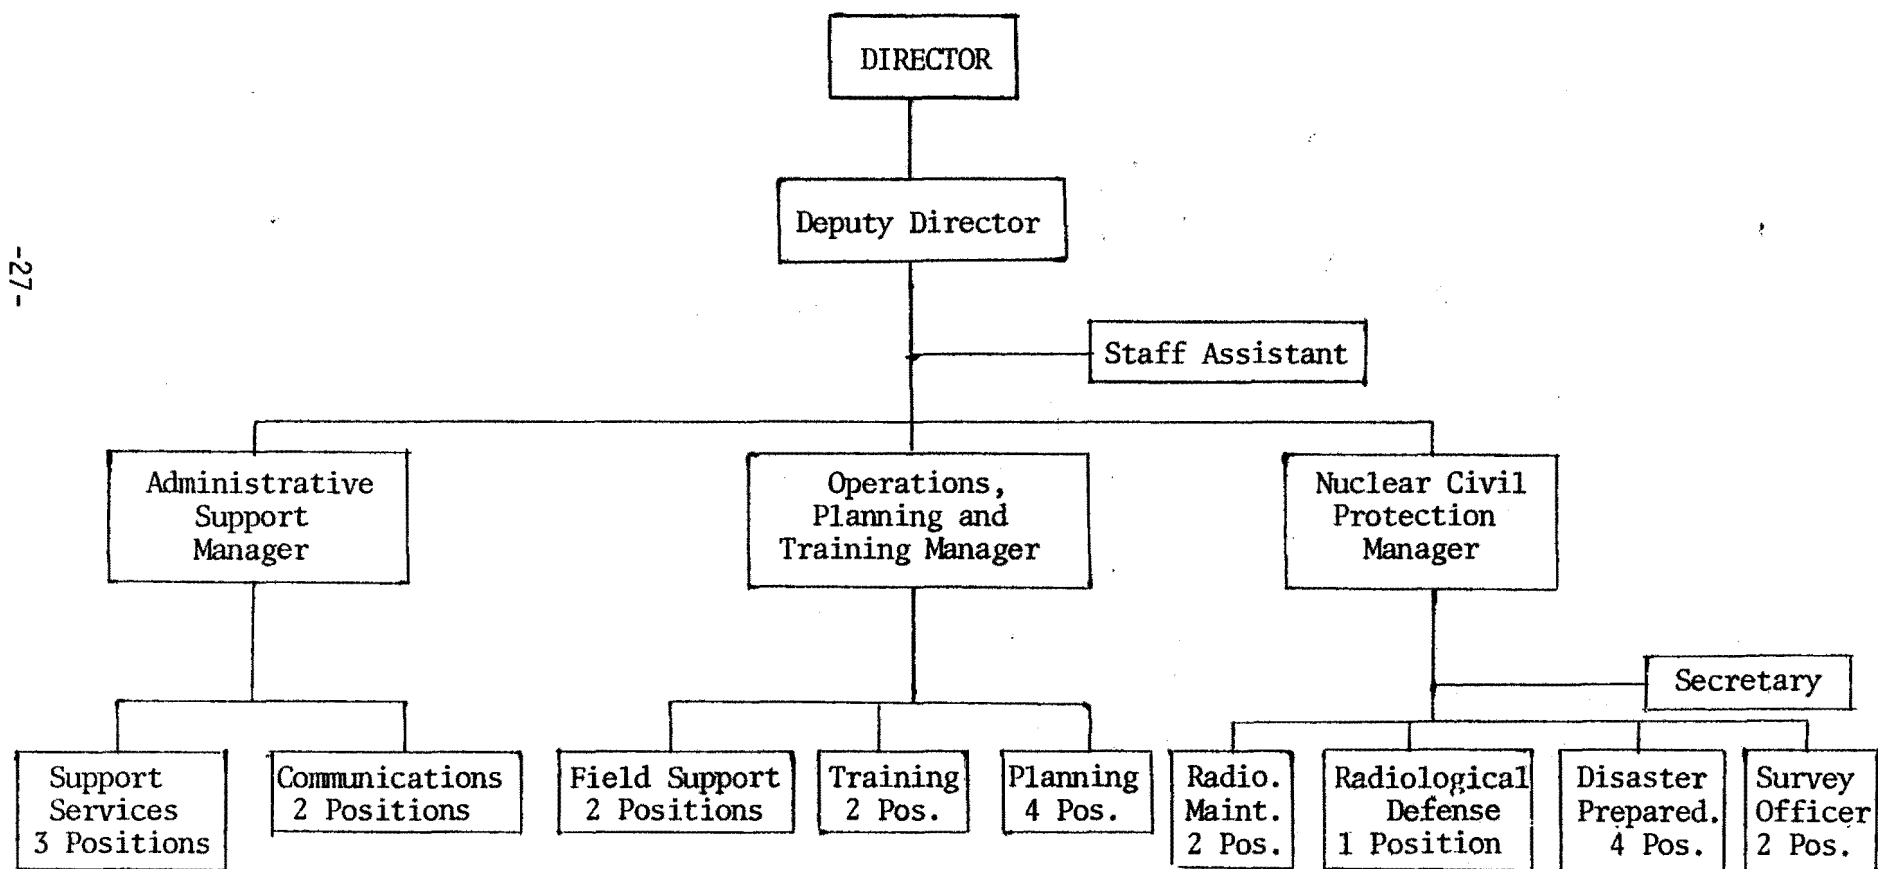 DIRECTOR
Deputy Director
-27-
Staff Assistant
Administrative
Support
Manager
Operations,
Planning and
Training Manager
Nuclear Civil
Protection
Manager
Secretary
Support
Services
3 Positions
Communications
2 Positions
Field Support
2 Positions
Training
2 Pos.
Planning
4 Pos.
Radio.
Maint.
2 Pos.
Radiological
Defense
1 Position
Disaster
Prepared.
4 Pos.
Survey
Officer
2 Pos.